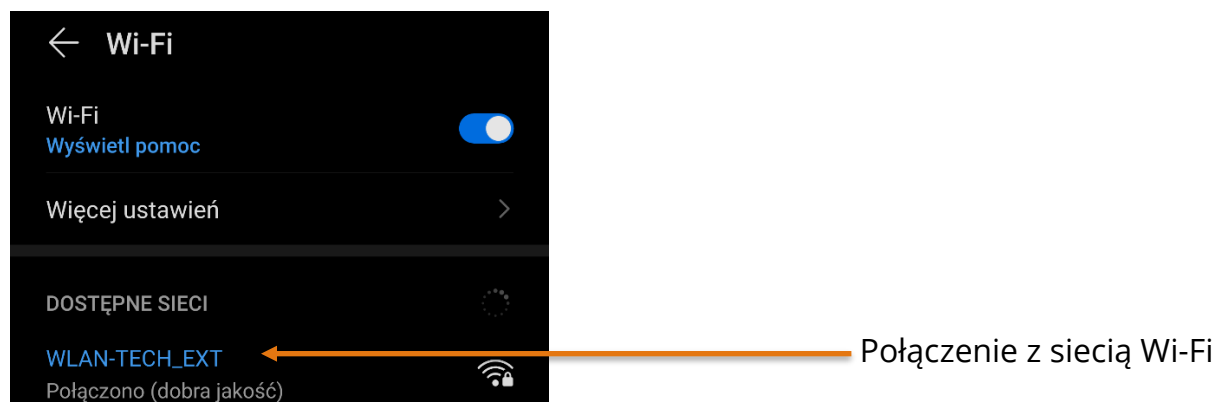 Wi-Fi
Wi-Fi
Wyświetl pomoc
Więcej ustawień
DOSTĘPNE SIECI
WLAN-TECH_EXT
Połączono (dobra jakość)
Połączenie z siecią Wi-Fi